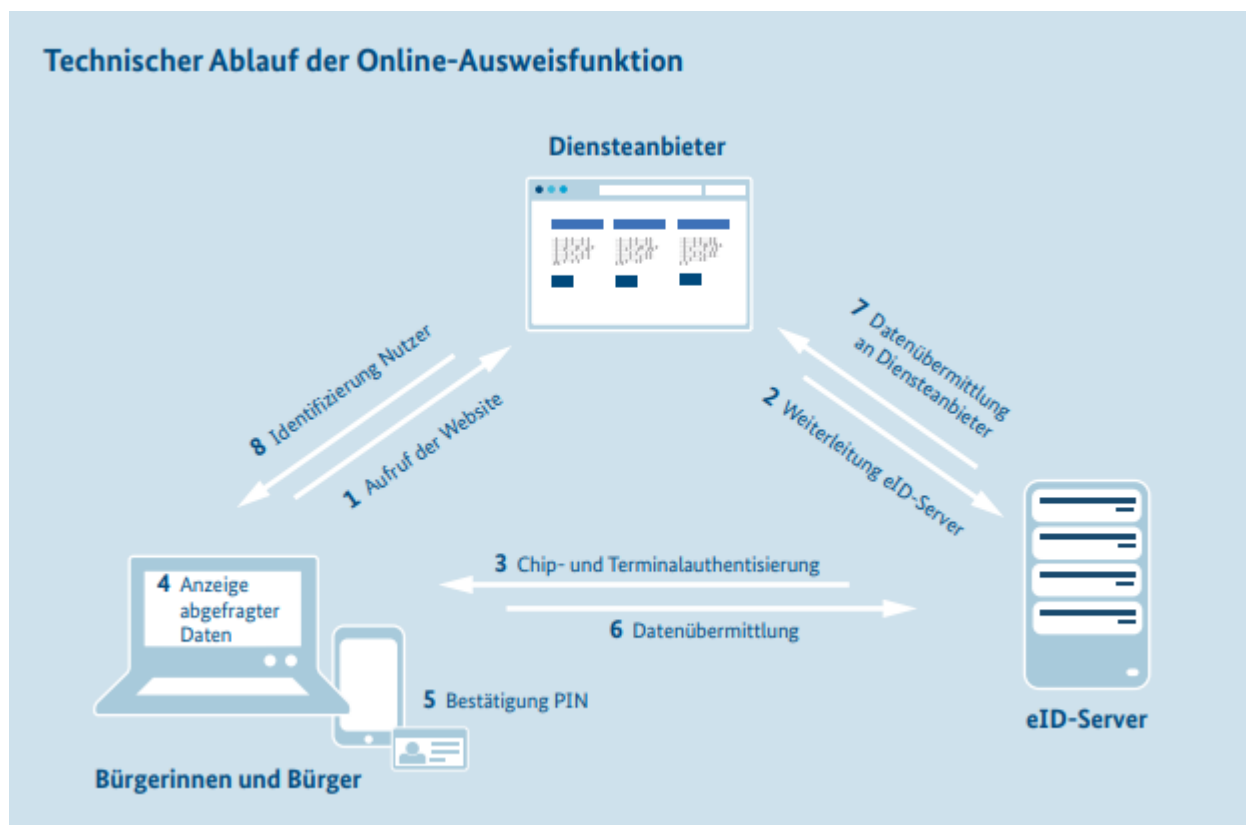 Technischer Ablauf der Online-Ausweisfunktion
Diensteanbieter
8 Identifizierung Nutzer
1 Aufruf der Website
7 Datenübermittlung
an Diensteanbieter
2 Weiterleitung eID-Server
3 Chip- und Terminalauthentisierung
6 Datenübermittlung
4 Anzeige
abgefragter
Daten
5 Bestätigung PIN
eID-Server
Bürgerinnen und Bürger